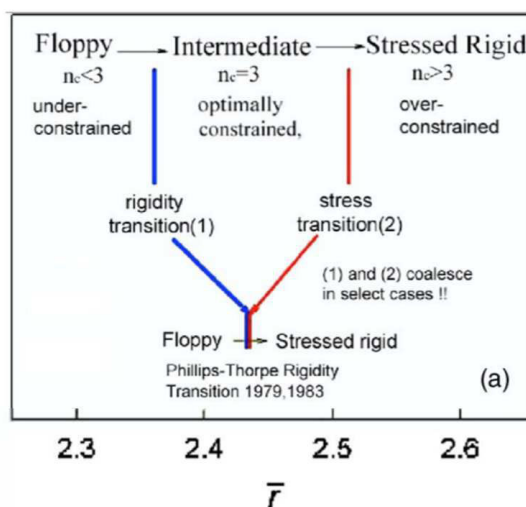 Floppy → Intermediate → Stressed Rigid
nc<3 nc=3 nc>3
under-constrained optimally constrained, over-constrained
rigidity transition(1)
stress transition(2)
(1) and (2) coalesce
in select cases !!
Floppy → Stressed rigid
Phillips-Thorpe Rigidity
Transition 1979,1983
(a)
2.3 2.4 2.5 2.6
r̅